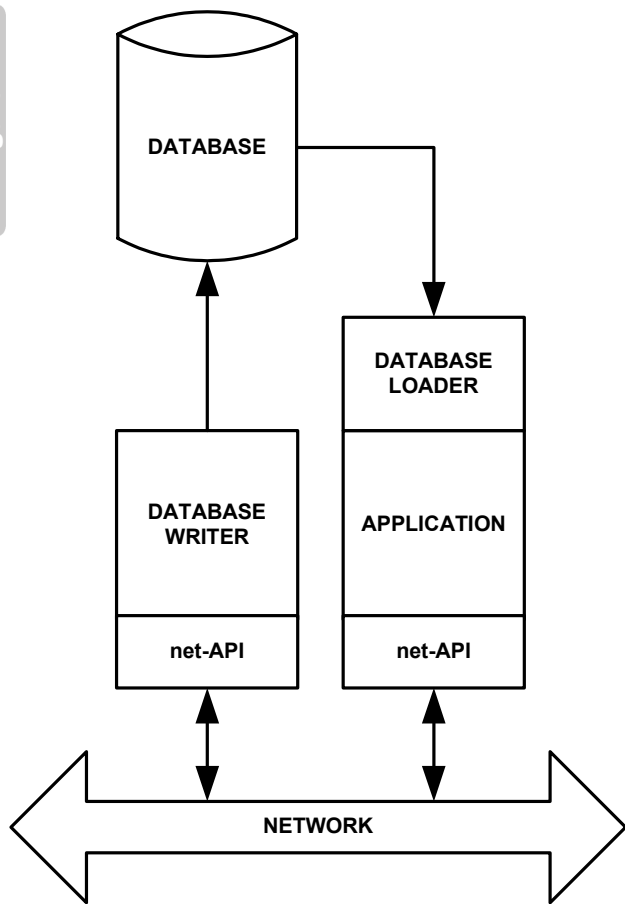 DATABASE
DATABASE
LOADER
DATABASE
WRITER
APPLICATION
net-API
net-API
NETWORK